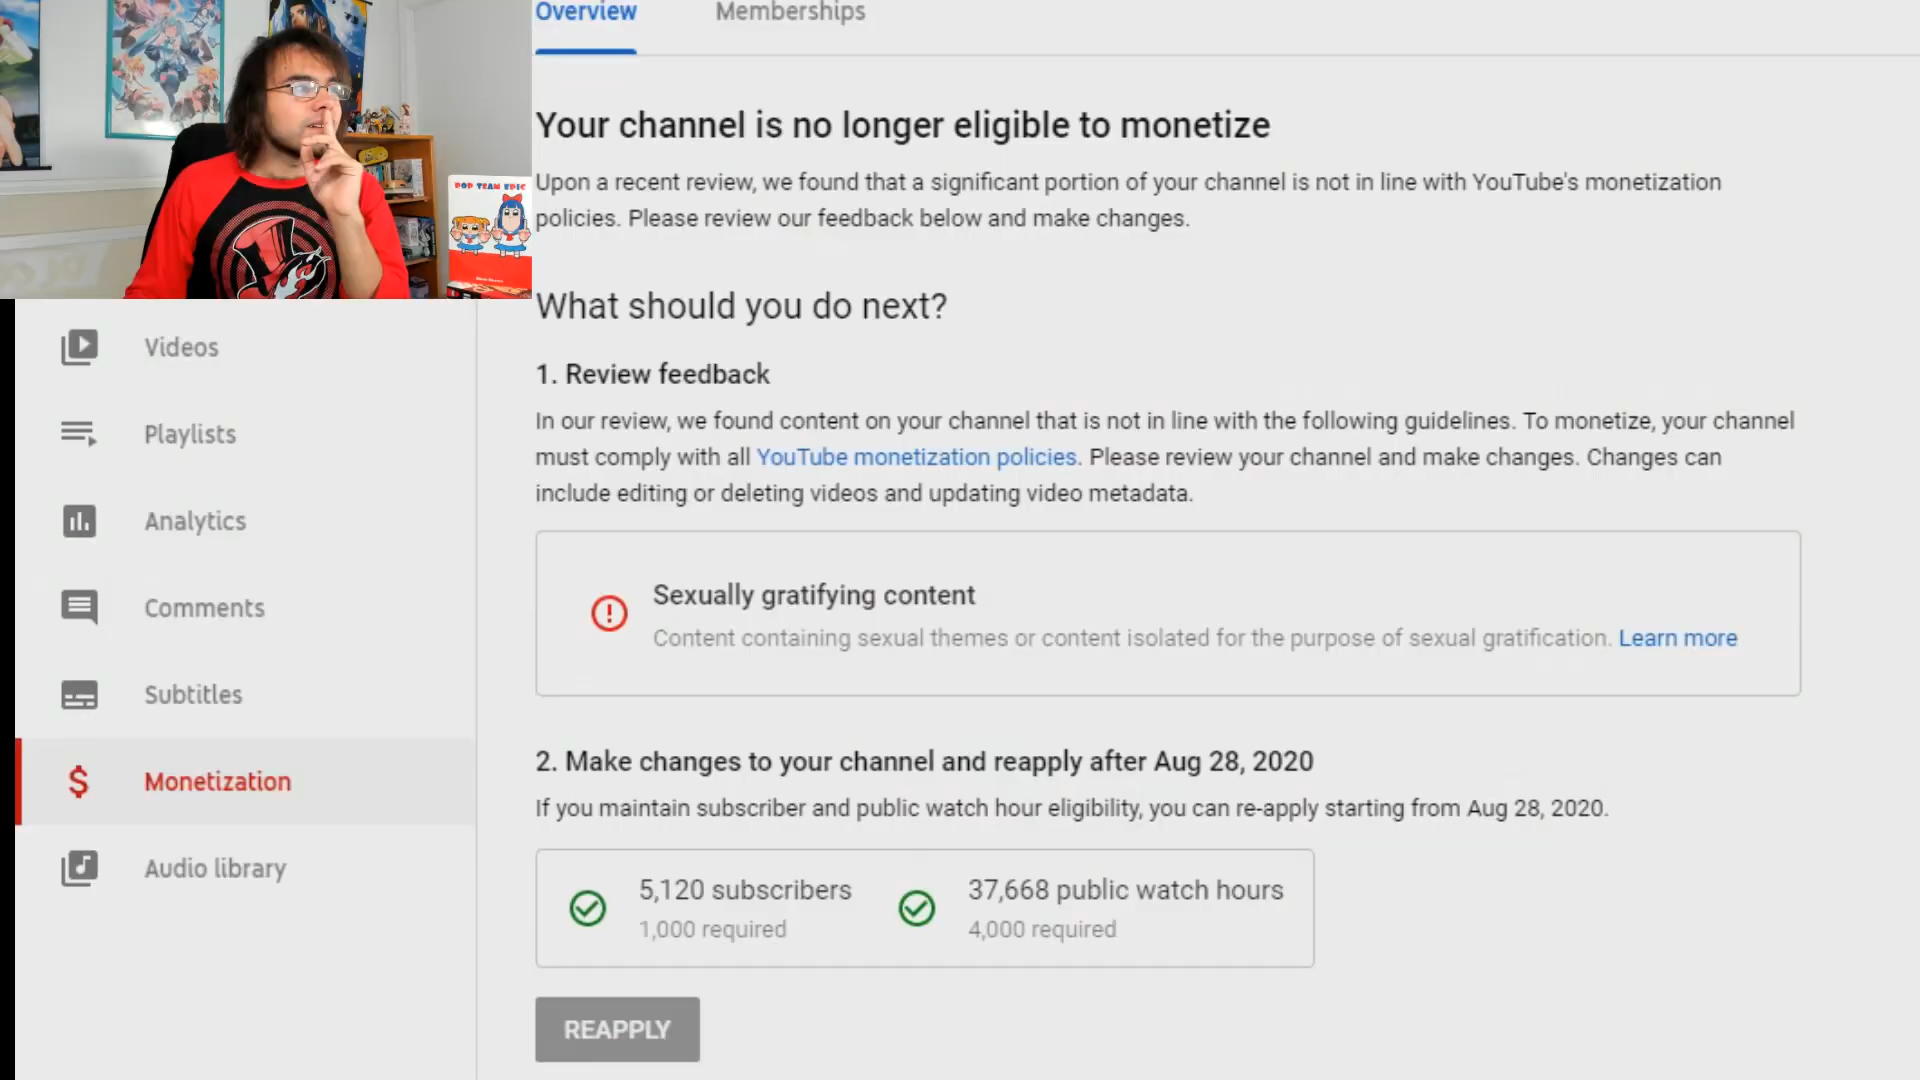 Overview
Memberships
Your channel is no longer eligible to monetize
Upon a recent review, we found that a significant portion of your channel is not in line with YouTube's monetization
policies. Please review our feedback below and make changes.
POP TEAM EPIC
What should you do next?
1. Review feedback
In our review, we found content on your channel that is not in line with the following guidelines. To monetize, your channel
must comply with all YouTube monetization policies. Please review your channel and make changes. Changes can
include editing or deleting videos and updating video metadata.
Sexually gratifying content
Content containing sexual themes or content isolated for the purpose of sexual gratification. Learn more
2. Make changes to your channel and reapply after Aug 28, 2020
If you maintain subscriber and public watch hour eligibility, you can re-apply starting from Aug 28, 2020.
5,120 subscribers
1,000 required
37,668 public watch hours
4,000 required
REAPPLY
Videos
Playlists
Analytics
Comments
Subtitles
Monetization
Audio library